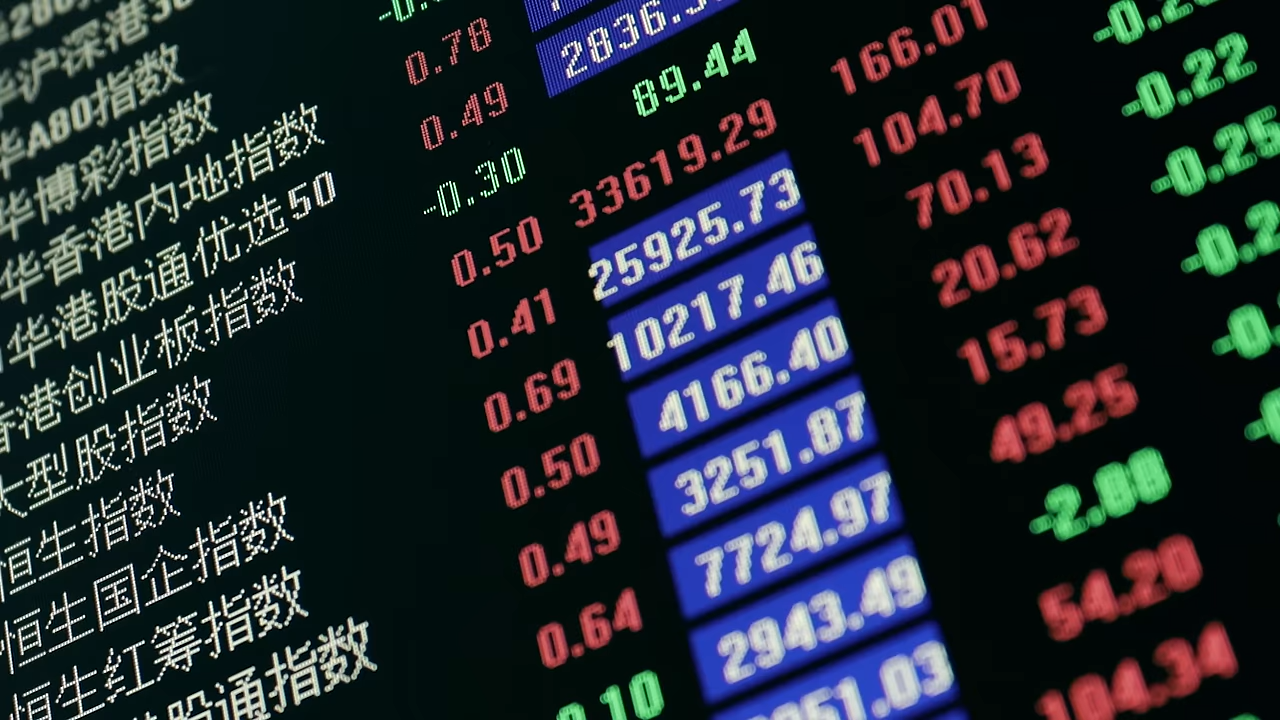 沪深港
A80指数
华博彩指数
华香港内地指数 0.78
华港股通优选50 0.49
香港创业板指数 -0.30 89.44
大型股指数 0.50 33619.29 166.01
恒生指数 0.41 25925.73 104.70
恒生国企指数 0.69 10217.46 70.13 -0.22
恒生红筹指数 0.50 4166.40 20.62 -0.25
股通指数 0.49 3251.87 15.73
0.64 7724.97 49.25
0.10 2943.49
54.20
104.34